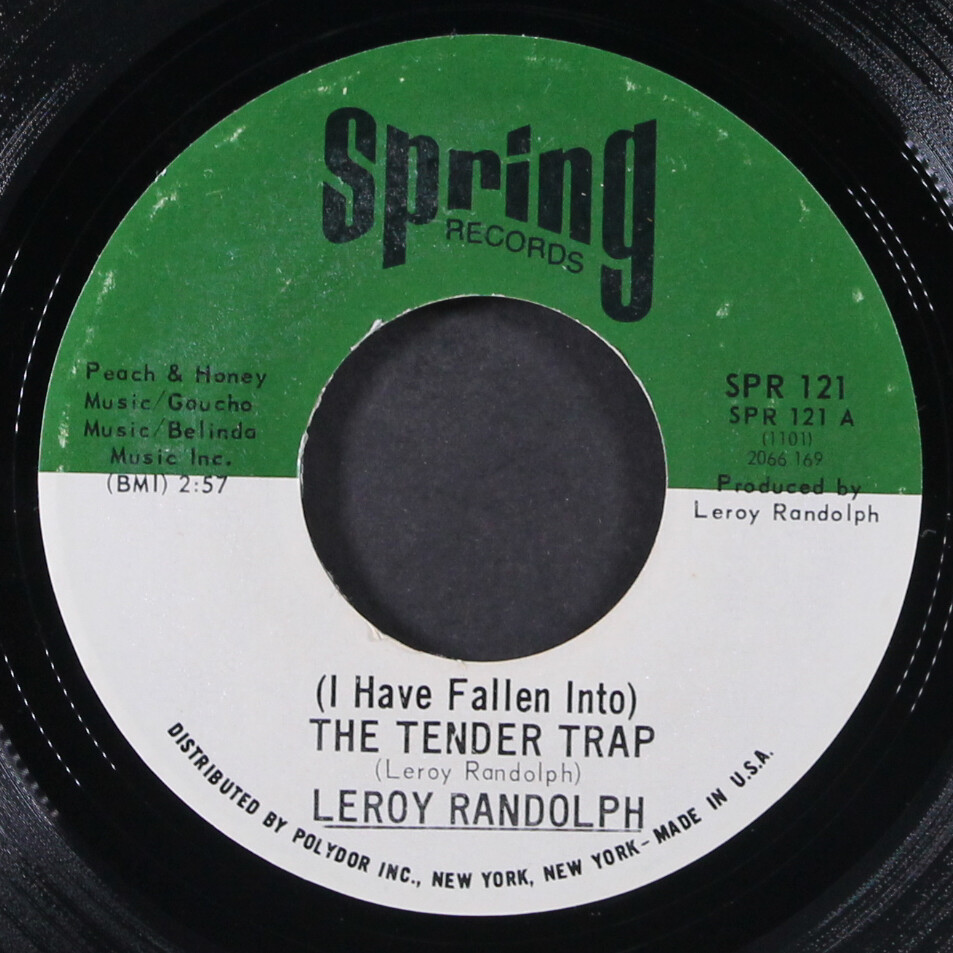 Spring
RECORDS
Peach & Honey
Music/Gaucho
Music/Belinda
Music Inc.
(BMI) 2:57
SPR 121
SPR 121 A
(1101)
2066 169
Produced by
Leroy Randolph
(I Have Fallen Into)
THE TENDER TRAP
(Leroy Randolph)
LEROY RANDOLPH
DISTRIBUTED BY POLYDOR INC., NEW YORK, NEW YORK - MADE IN U.S.A.